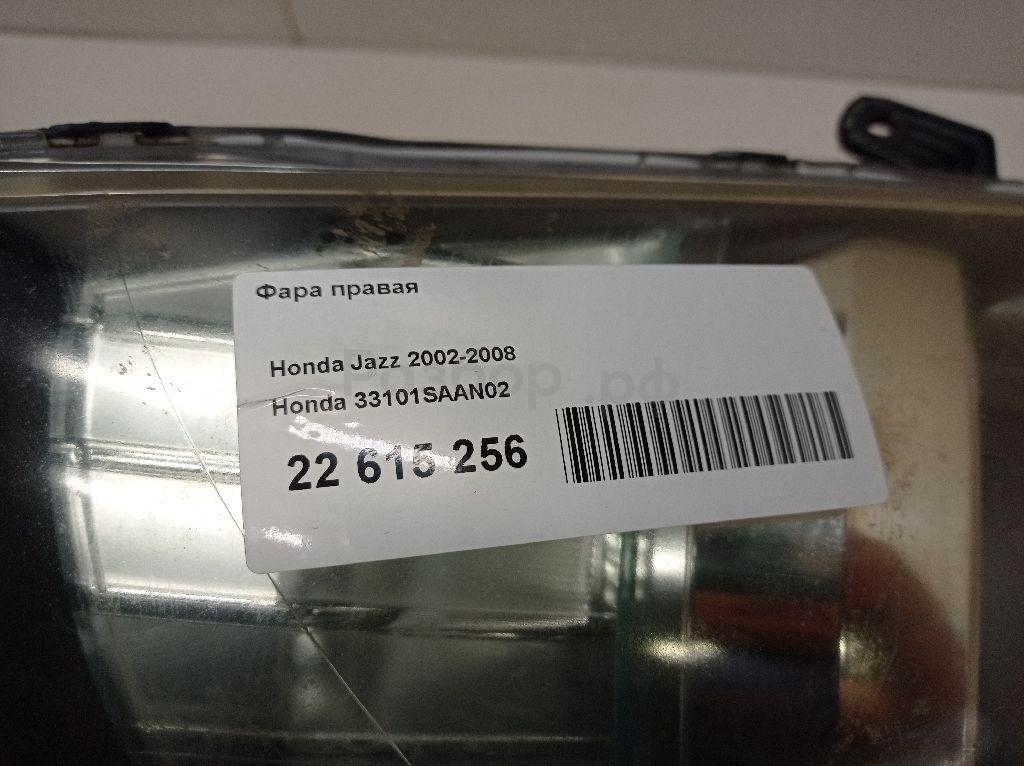 Фара правая
Honda Jazz 2002-2008
Honda 33101SAAN02
22 615 256